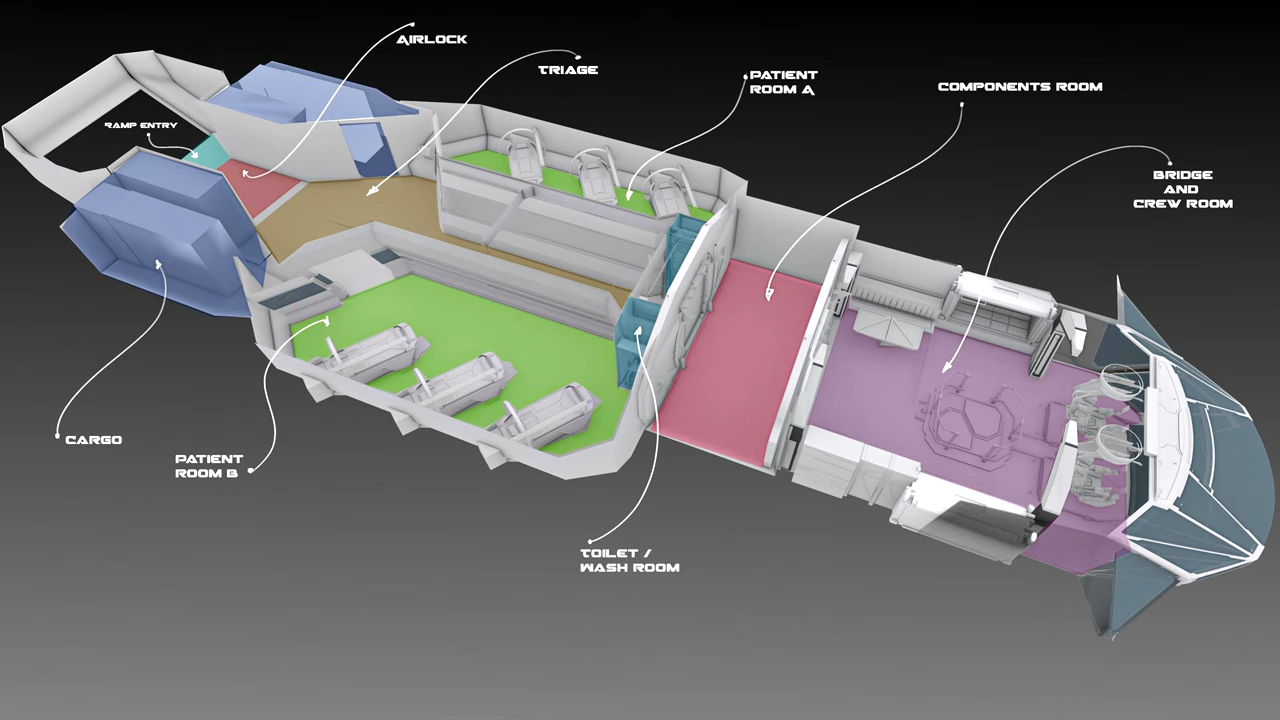 AIRLOCK
TRIAGE
PATIENT
ROOM A
COMPONENTS ROOM
RAMP ENTRY
BRIDGE
AND
CREW ROOM
CARGO
PATIENT
ROOM B
TOILET /
WASH ROOM